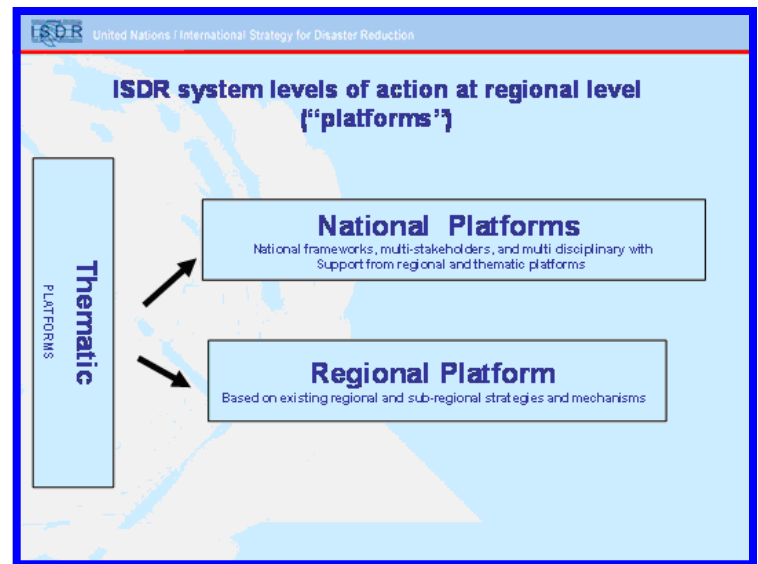 ISDR United Nations / International Strategy for Disaster Reduction
ISDR system levels of action at regional level
(“platforms”)
Thematic
PLATFORMS
National Platforms
National frameworks, multi-stakeholders, and multi disciplinary with
Support from regional and thematic platforms
Regional Platform
Based on existing regional and sub-regional strategies and mechanisms